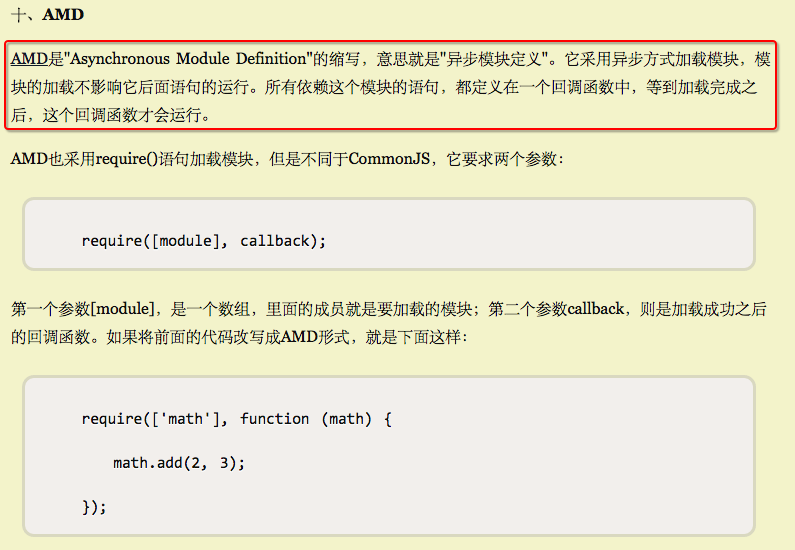 十、AMD
AMD是"Asynchronous Module Definition"的缩写，意思就是"异步模块定义"。它采用异步方式加载模块，模
块的加载不影响它后面语句的运行。所有依赖这个模块的语句，都定义在一个回调函数中，等到加载完成之
后，这个回调函数才会运行。
AMD也采用require()语句加载模块，但是不同于CommonJS，它要求两个参数：
require([module], callback);
第一个参数[module]，是一个数组，里面的成员就是要加载的模块；第二个参数callback，则是加载成功之后
的回调函数。如果将前面的代码改写成AMD形式，就是下面这样：
require(['math'], function (math) {
math.add(2, 3);
});